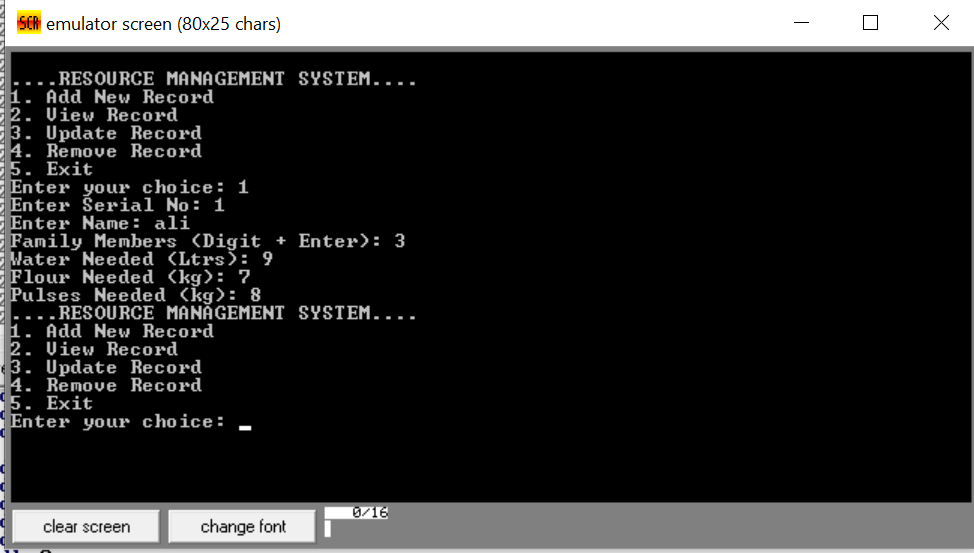 SCR emulator screen (80x25 chars)
....RESOURCE MANAGEMENT SYSTEM....
1. Add New Record
2. View Record
3. Update Record
4. Remove Record
5. Exit
Enter your choice: 1
Enter Serial No: 1
Enter Name: ali
Family Members (Digit + Enter): 3
Water Needed (Ltrs): 9
Flour Needed (kg): 7
Pulses Needed (kg): 8
....RESOURCE MANAGEMENT SYSTEM....
1. Add New Record
2. View Record
3. Update Record
4. Remove Record
5. Exit
Enter your choice: _
clear screen
change font
0/16